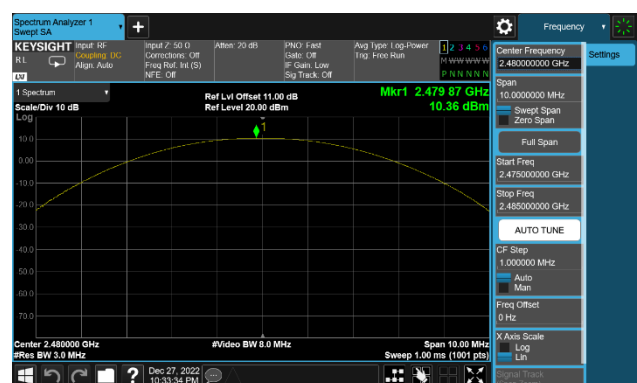 Spectrum Analyzer 1
Swept SA
Frequency
KEYSIGHT
RL
Input: RF
Coupling: DC
Align: Auto
Input Z: 50 Ω
Corrections: Off
Freq Ref: Int (S)
NFE: Off
Atten: 20 dB
PNO: Fast
Gate: Off
IF Gain: Low
Sig Track: Off
Avg Type: Log-Power
Trig: Free Run
1 2 3 4 5 6
M W W W W W
P N N N N N
1 Spectrum
Scale/Div 10 dB
Log
Ref Lvl Offset 11.00 dB
Ref Level 20.00 dBm
Mkr1 2.479 87 GHz
10.36 dBm
1
10.0
0.00
-10.0
-20.0
-30.0
-40.0
-50.0
-60.0
-70.0
Center 2.480000 GHz
#Res BW 3.0 MHz
#Video BW 8.0 MHz
Span 10.00 MHz
Sweep 1.00 ms (1001 pts)
?
Dec 27, 2022
10:33:34 PM
Center Frequency
2.480000000 GHz
Settings
Span
10.0000000 MHz
Swept Span
Zero Span
Full Span
Start Freq
2.475000000 GHz
Stop Freq
2.485000000 GHz
AUTO TUNE
CF Step
1.000000 MHz
Auto
Man
Freq Offset
0 Hz
X Axis Scale
Log
Lin
Signal Track